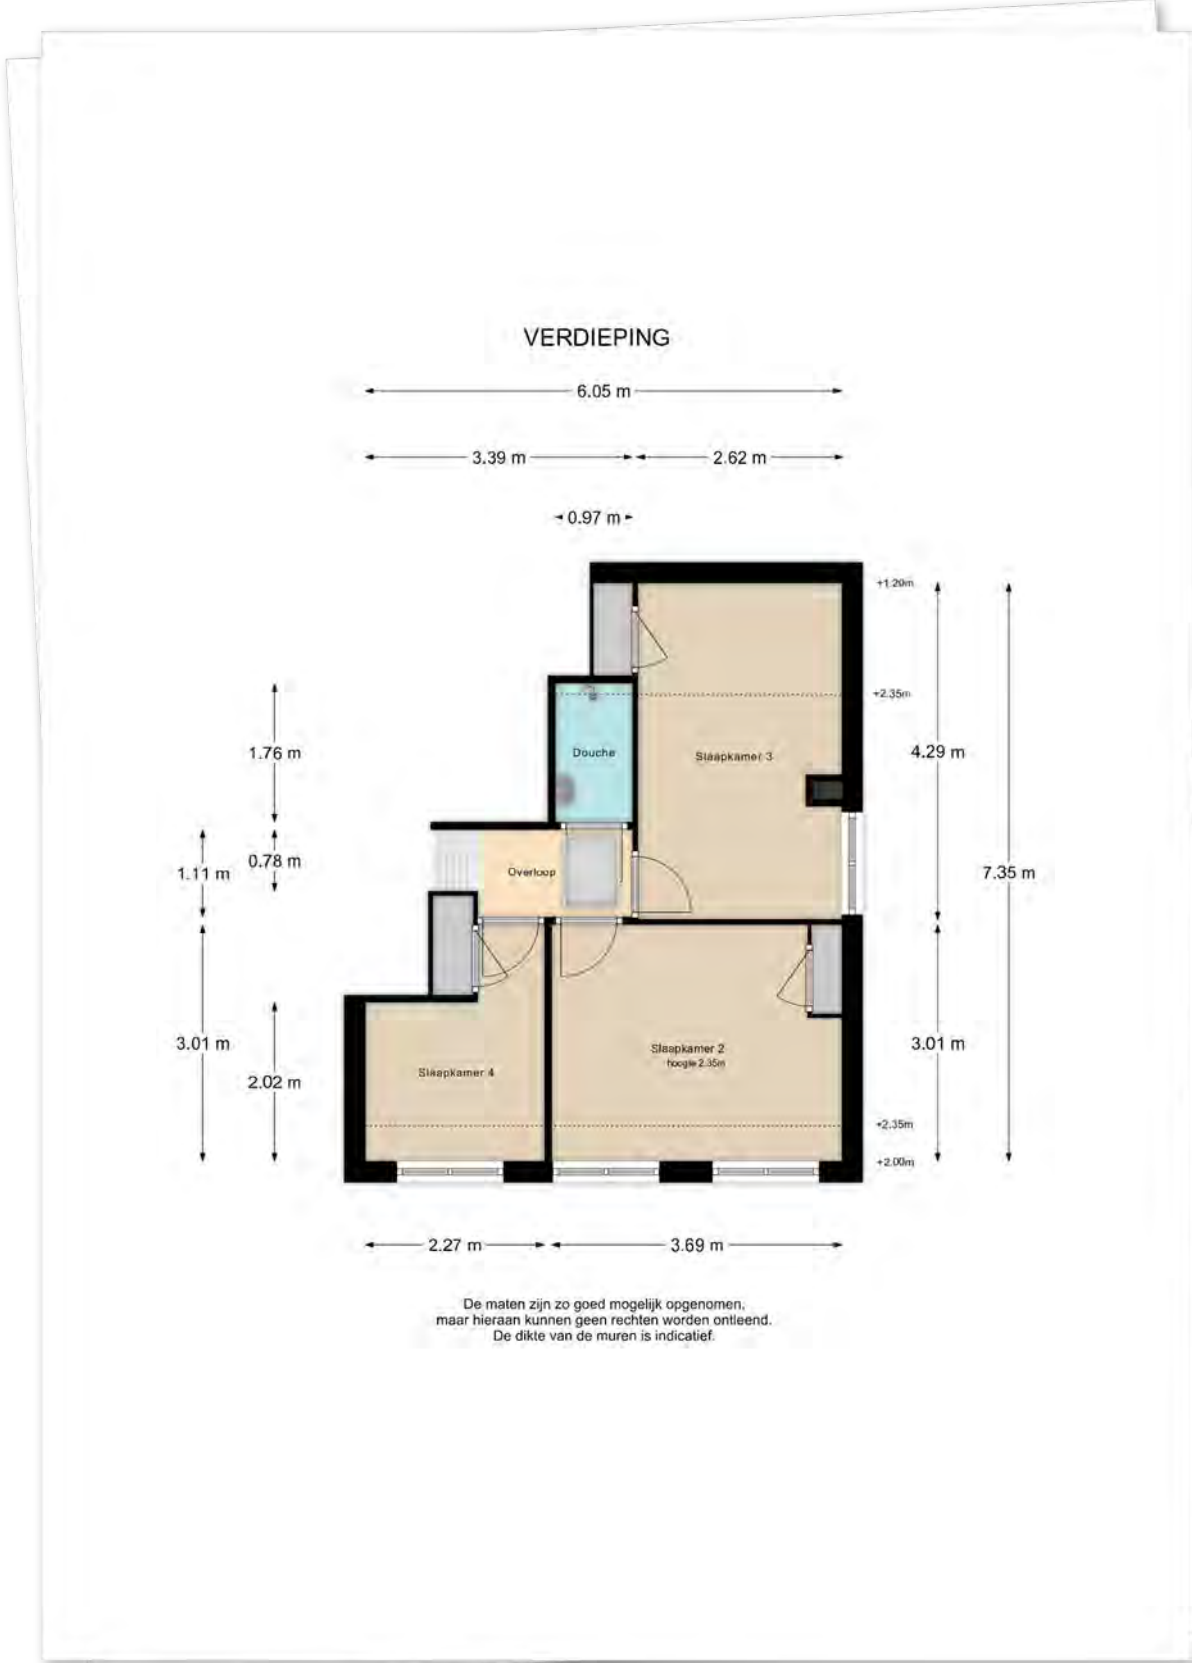 VERDIEPING
6.05 m
3.39 m
2.62 m
0.97 m
+1.20m
+2.35m
1.76 m
Douche
Slaapkamer 3
4.29 m
0.78 m
1.11 m
Overloop
7.35 m
3.01 m
Slaapkamer 2
hoogte 2.35m
3.01 m
Slaapkamer 4
2.02 m
+2.35m
+2.00m
2.27 m
3.69 m
De maten zijn zo goed mogelijk opgenomen,
maar hieraan kunnen geen rechten worden ontleend.
De dikte van de muren is indicatief.